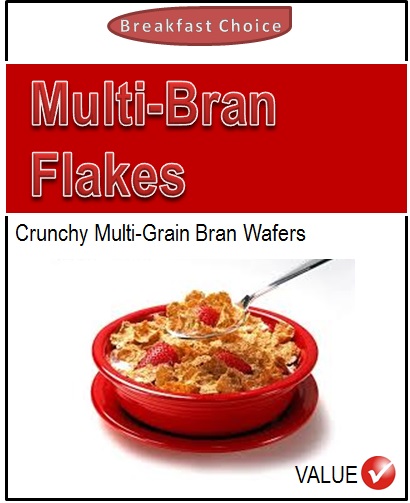 Breakfast Choice
Multi-Bran
Flakes
Crunchy Multi-Grain Bran Wafers
VALUE